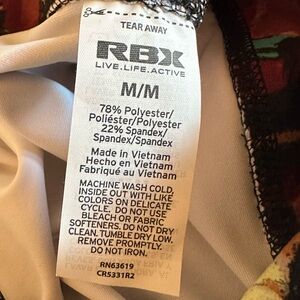 TEAR AWAY
RBX
LIVE.LIFE.ACTIVE
M/M
78% Polyester/
Poliéster/Polyester
22% Spandex/
Spandex/Spandex
Made in Vietnam
Hecho en Vietnam
Fabriqué au Vietnam
MACHINE WASH COLD,
INSIDE OUT WITH LIKE
COLORS ON DELICATE
CYCLE. DO NOT USE
BLEACH OR FABRIC
SOFTENERS. DO NOT DRY
CLEAN. TUMBLE DRY LOW.
REMOVE PROMPTLY.
DO NOT IRON.
RN63619
CR5331R2